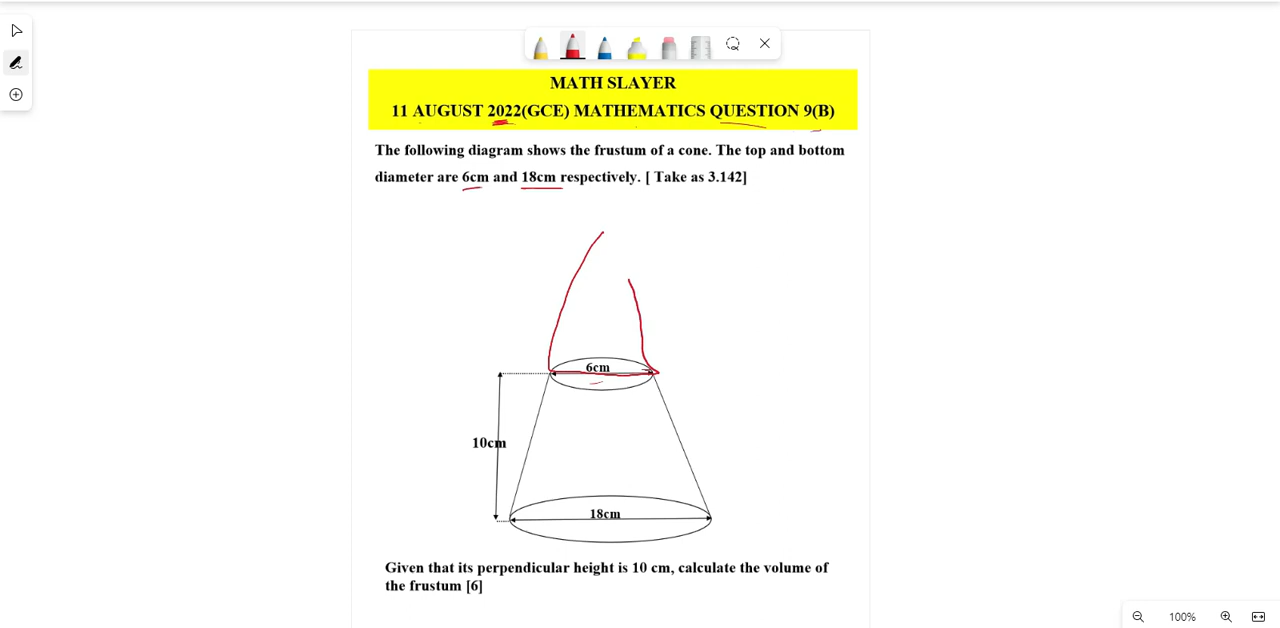 MATH SLAYER
11 AUGUST 2022(GCE) MATHEMATICS QUESTION 9(B)
The following diagram shows the frustum of a cone. The top and bottom
diameter are 6cm and 18cm respectively. [ Take as 3.142]
6cm
10cm
18cm
Given that its perpendicular height is 10 cm, calculate the volume of
the frustum [6]
100%